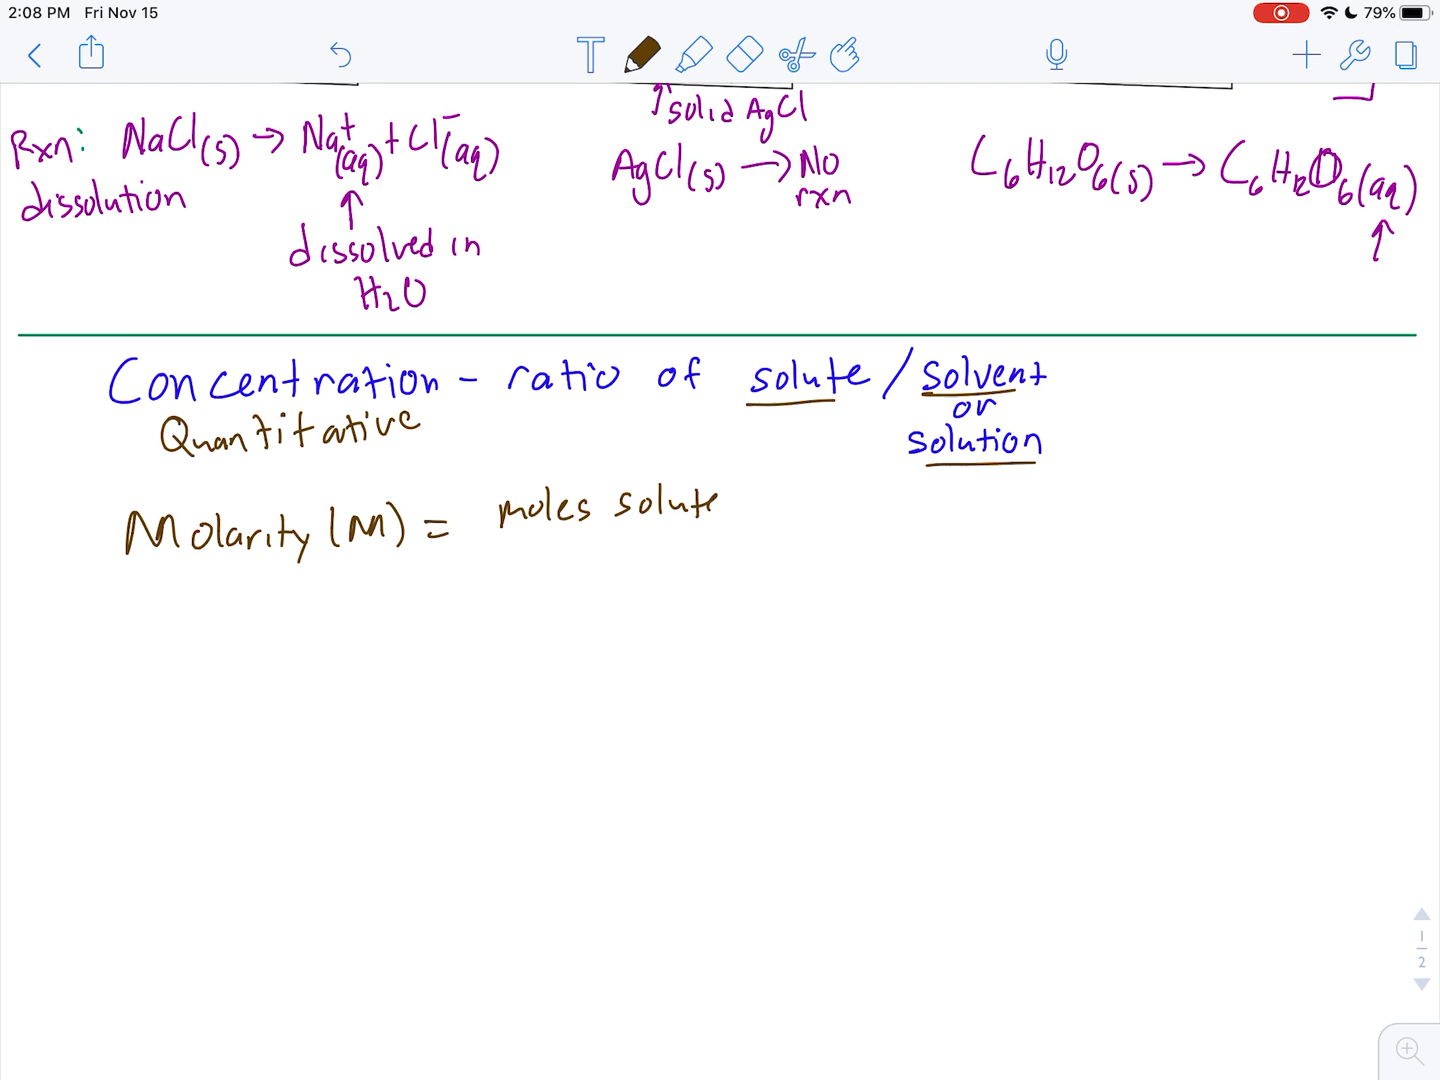 2:08 PM Fri Nov 15 79%
T
↑solid AgCl
Rxn: NaCl(s) → Na⁺(aq) + Cl⁻(aq)
AgCl(s) → No rxn
C₆H₁₂O₆(s) → C₆H₁₂O₆(aq)
dissolution
↑
↑
dissolved in
H₂O
Concentration - ratio of solute / solvent
or
Quantitative
solution
Molarity (M) = moles solute
1
2